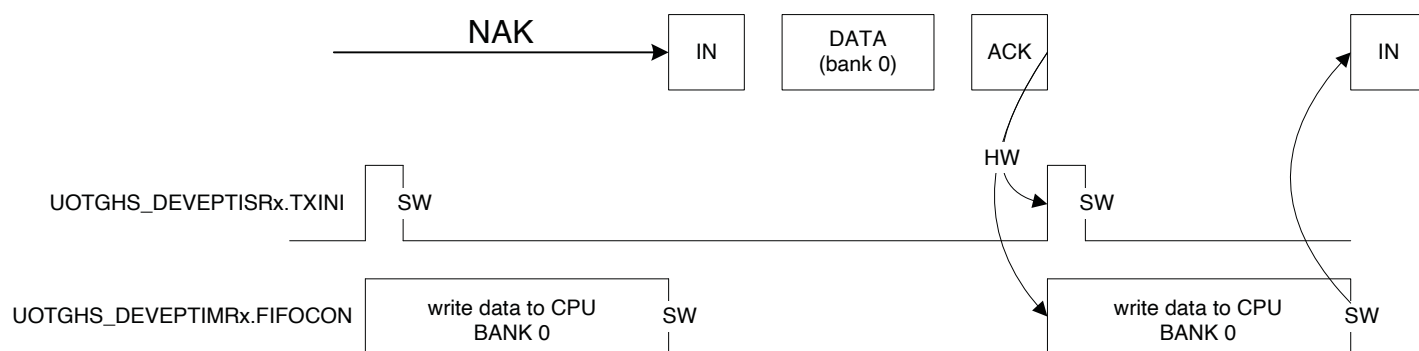 NAK
IN
DATA
(bank 0)
ACK
IN
HW
UOTGHS_DEVEPTISRx.TXINI
SW
SW
UOTGHS_DEVEPTIMRx.FIFOCON
write data to CPU
BANK 0
SW
write data to CPU
BANK 0
SW